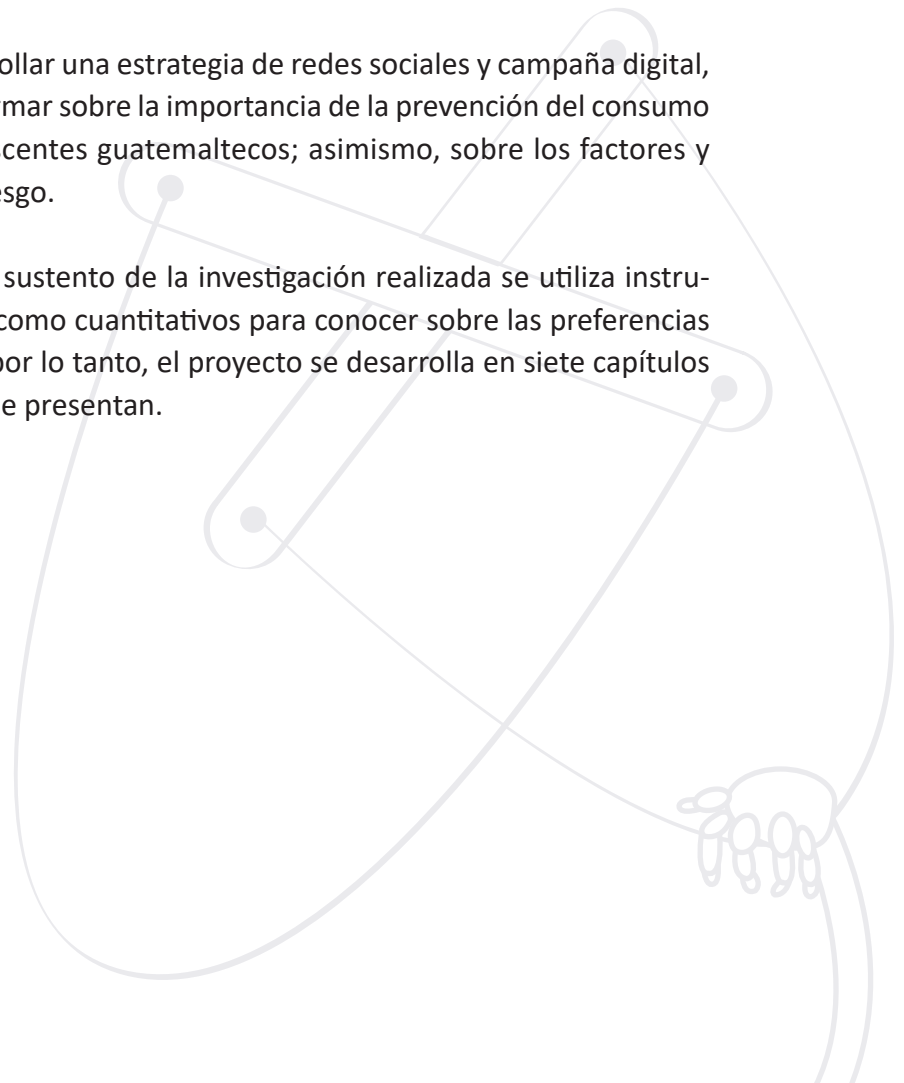 ollar una estrategia de redes sociales y campaña digital,
rmar sobre la importancia de la prevención del consumo
scentes guatemaltecos; asimismo, sobre los factores y
esgo.
sustento de la investigación realizada se utiliza instru-
como cuantitativos para conocer sobre las preferencias
por lo tanto, el proyecto se desarrolla en siete capítulos
e presentan.